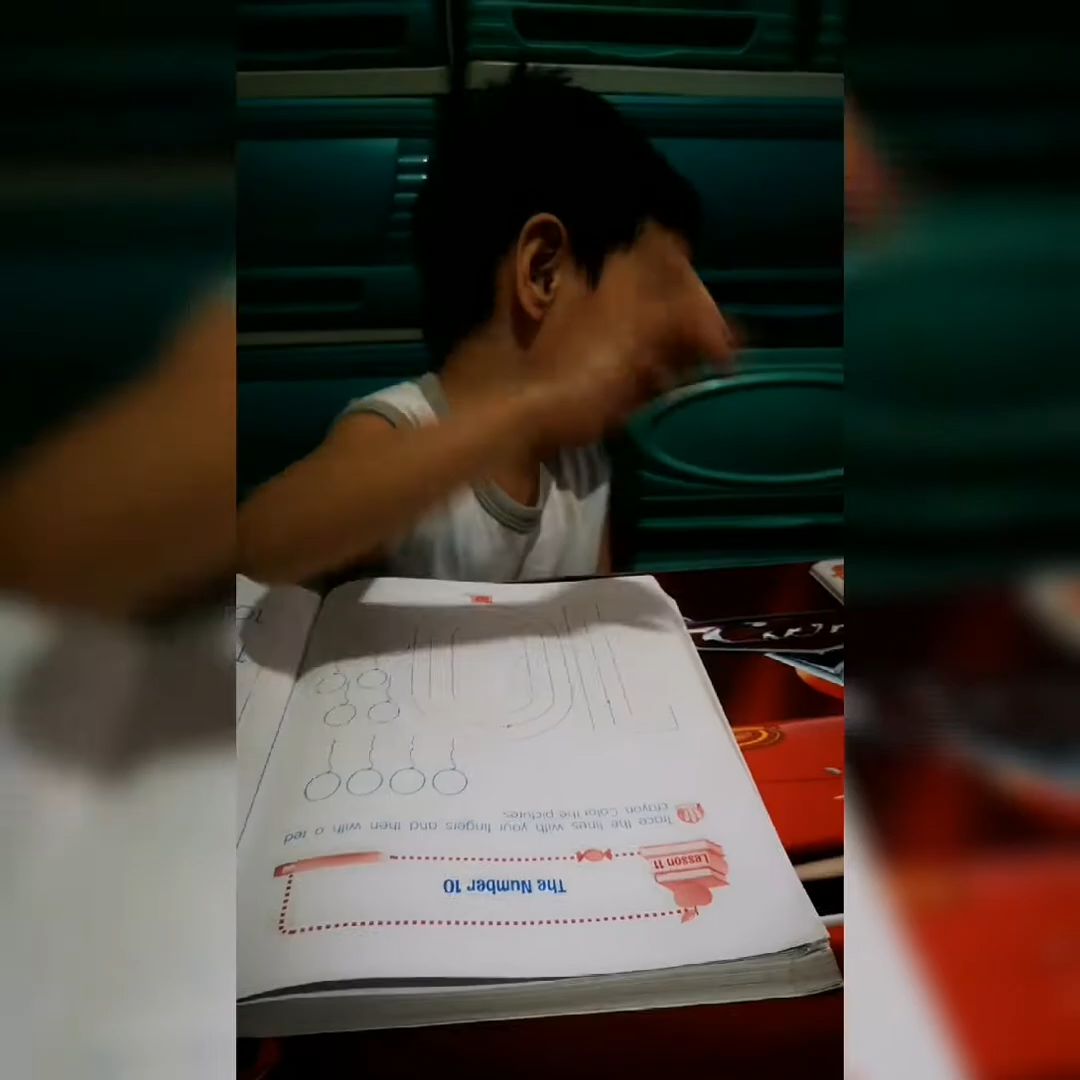 The Number 10
Lesson 11
Trace the lines with your fingers and then with a red
crayon. Color the pictures.